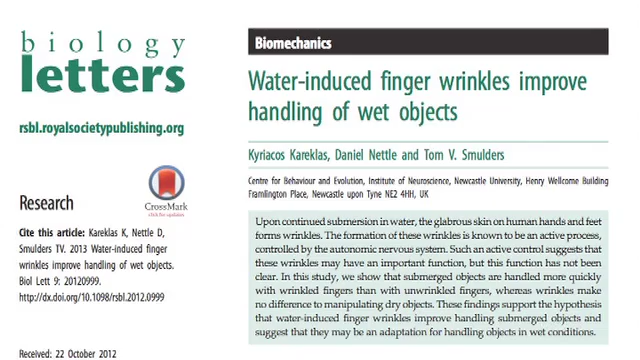 biology
letters
rsbl.royalsocietypublishing.org
Research
CrossMark
click for updates
Cite this article: Kareklas K, Nettle D,
Smulders TV. 2013 Water-induced finger
wrinkles improve handling of wet objects.
Biol Lett 9: 20120999.
http://dx.doi.org/10.1098/rsbl.2012.0999
Received: 22 October 2012
Biomechanics
Water-induced finger wrinkles improve
handling of wet objects
Kyriacos Kareklas, Daniel Nettle and Tom V. Smulders
Centre for Behaviour and Evolution, Institute of Neuroscience, Newcastle University, Henry Wellcome Building
Framlington Place, Newcastle upon Tyne NE2 4HH, UK
Upon continued submersion in water, the glabrous skin on human hands and feet
forms wrinkles. The formation of these wrinkles is known to be an active process,
controlled by the autonomic nervous system. Such an active control suggests that
these wrinkles may have an important function, but this function has not been
clear. In this study, we show that submerged objects are handled more quickly
with wrinkled fingers than with unwrinkled fingers, whereas wrinkles make
no difference to manipulating dry objects. These findings support the hypothesis
that water-induced finger wrinkles improve handling submerged objects and
suggest that they may be an adaptation for handling objects in wet conditions.